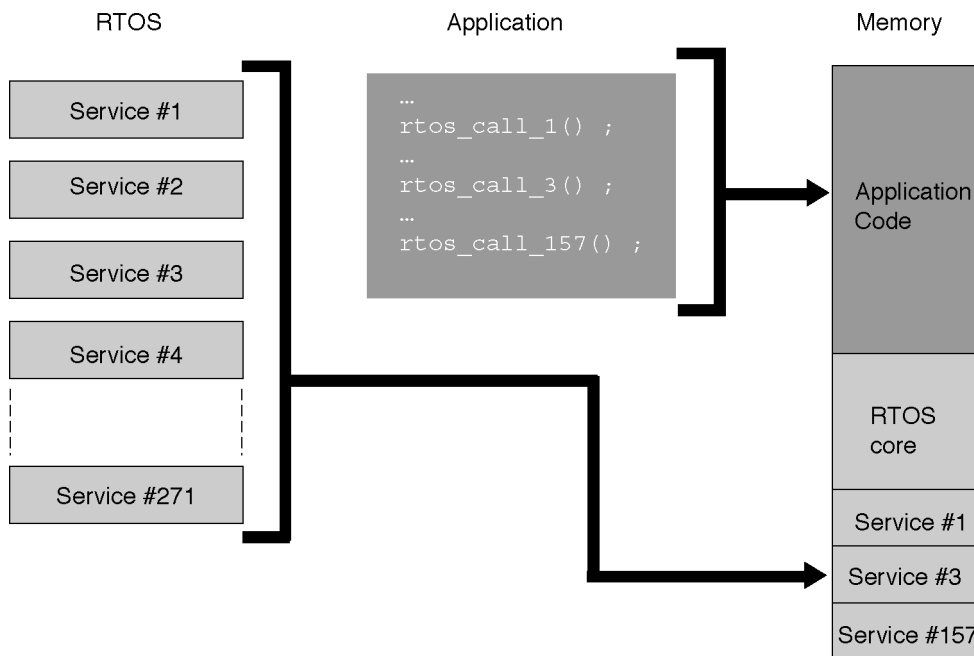 RTOS
Service #1
Service #2
Service #3
Service #4
Service #271
Application
...
rtos_call_1() ;
...
rtos_call_3() ;
...
rtos_call_157() ;
Memory
Application
Code
RTOS
core
Service #1
Service #3
Service #157